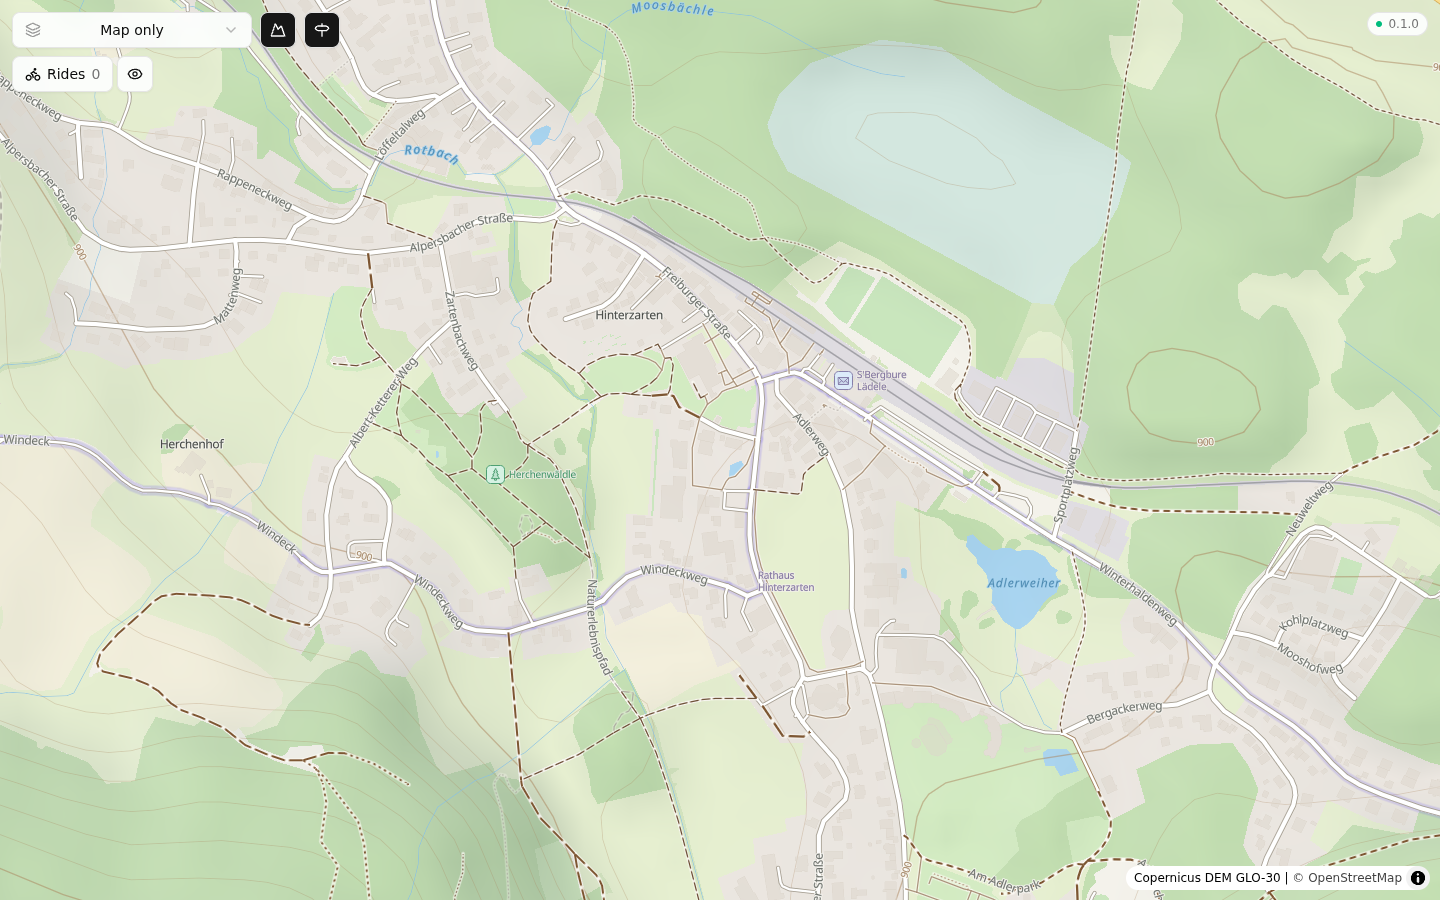 Map only
0.1.0
Rides 0
Moosbächle
Rappeneckweg
Alpersbacher Straße
Löffeltalweg
Rotbach
Rappeneckweg
Alpersbacher Straße
900
Mattenweg
Zartenbachweg
Freiburger Straße
Hinterzarten
S'Bergbure
Lädele
Albert-Ketterer-Weg
Adlerweg
Windeck
Herchenhof
900
Herchenwäldle
Sportplatzweg
Neuweltweg
Windeck
900
Windeckweg
Windeckweg
Rathaus
Hinterzarten
Adlerweiher
Winterhaldenweg
Naturerlebnispfad
Kohlplatzweg
Mooshofweg
Bergackerweg
900
Am Adlerpark
Copernicus DEM GLO-30 | © OpenStreetMap